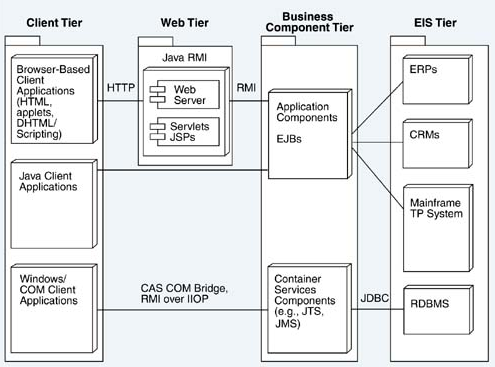 Client Tier
Web Tier
Business
Component Tier
EIS Tier
Browser-Based
Client
Applications
(HTML,
applets,
DHTML/
Scripting)
HTTP
Java RMI
Web
Server
Servlets
JSPs
RMI
Application
Components
EJBs
ERPs
CRMs
Mainframe
TP System
Java Client
Applications
Windows/
COM Client
Applications
CAS COM Bridge,
RMI over IIOP
Container
Services
Components
(e.g., JTS,
JMS)
JDBC
RDBMS